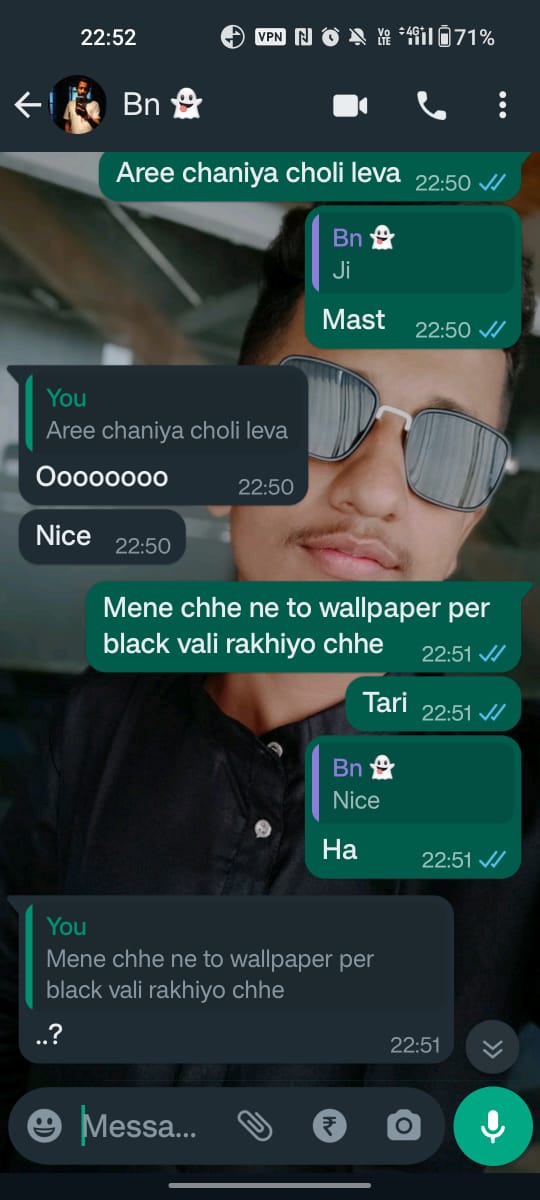 22:52 VPN N Vo LTE 4G+ 71%
Bn 👻
Aree chaniya choli leva 22:50
Bn 👻
Ji
Mast 22:50
You
Aree chaniya choli leva
Oooooooo 22:50
Nice 22:50
Mene chhe ne to wallpaper per
black vali rakhiyo chhe 22:51
Tari 22:51
Bn 👻
Nice
Ha 22:51
You
Mene chhe ne to wallpaper per
black vali rakhiyo chhe
..? 22:51
Messa... ₹